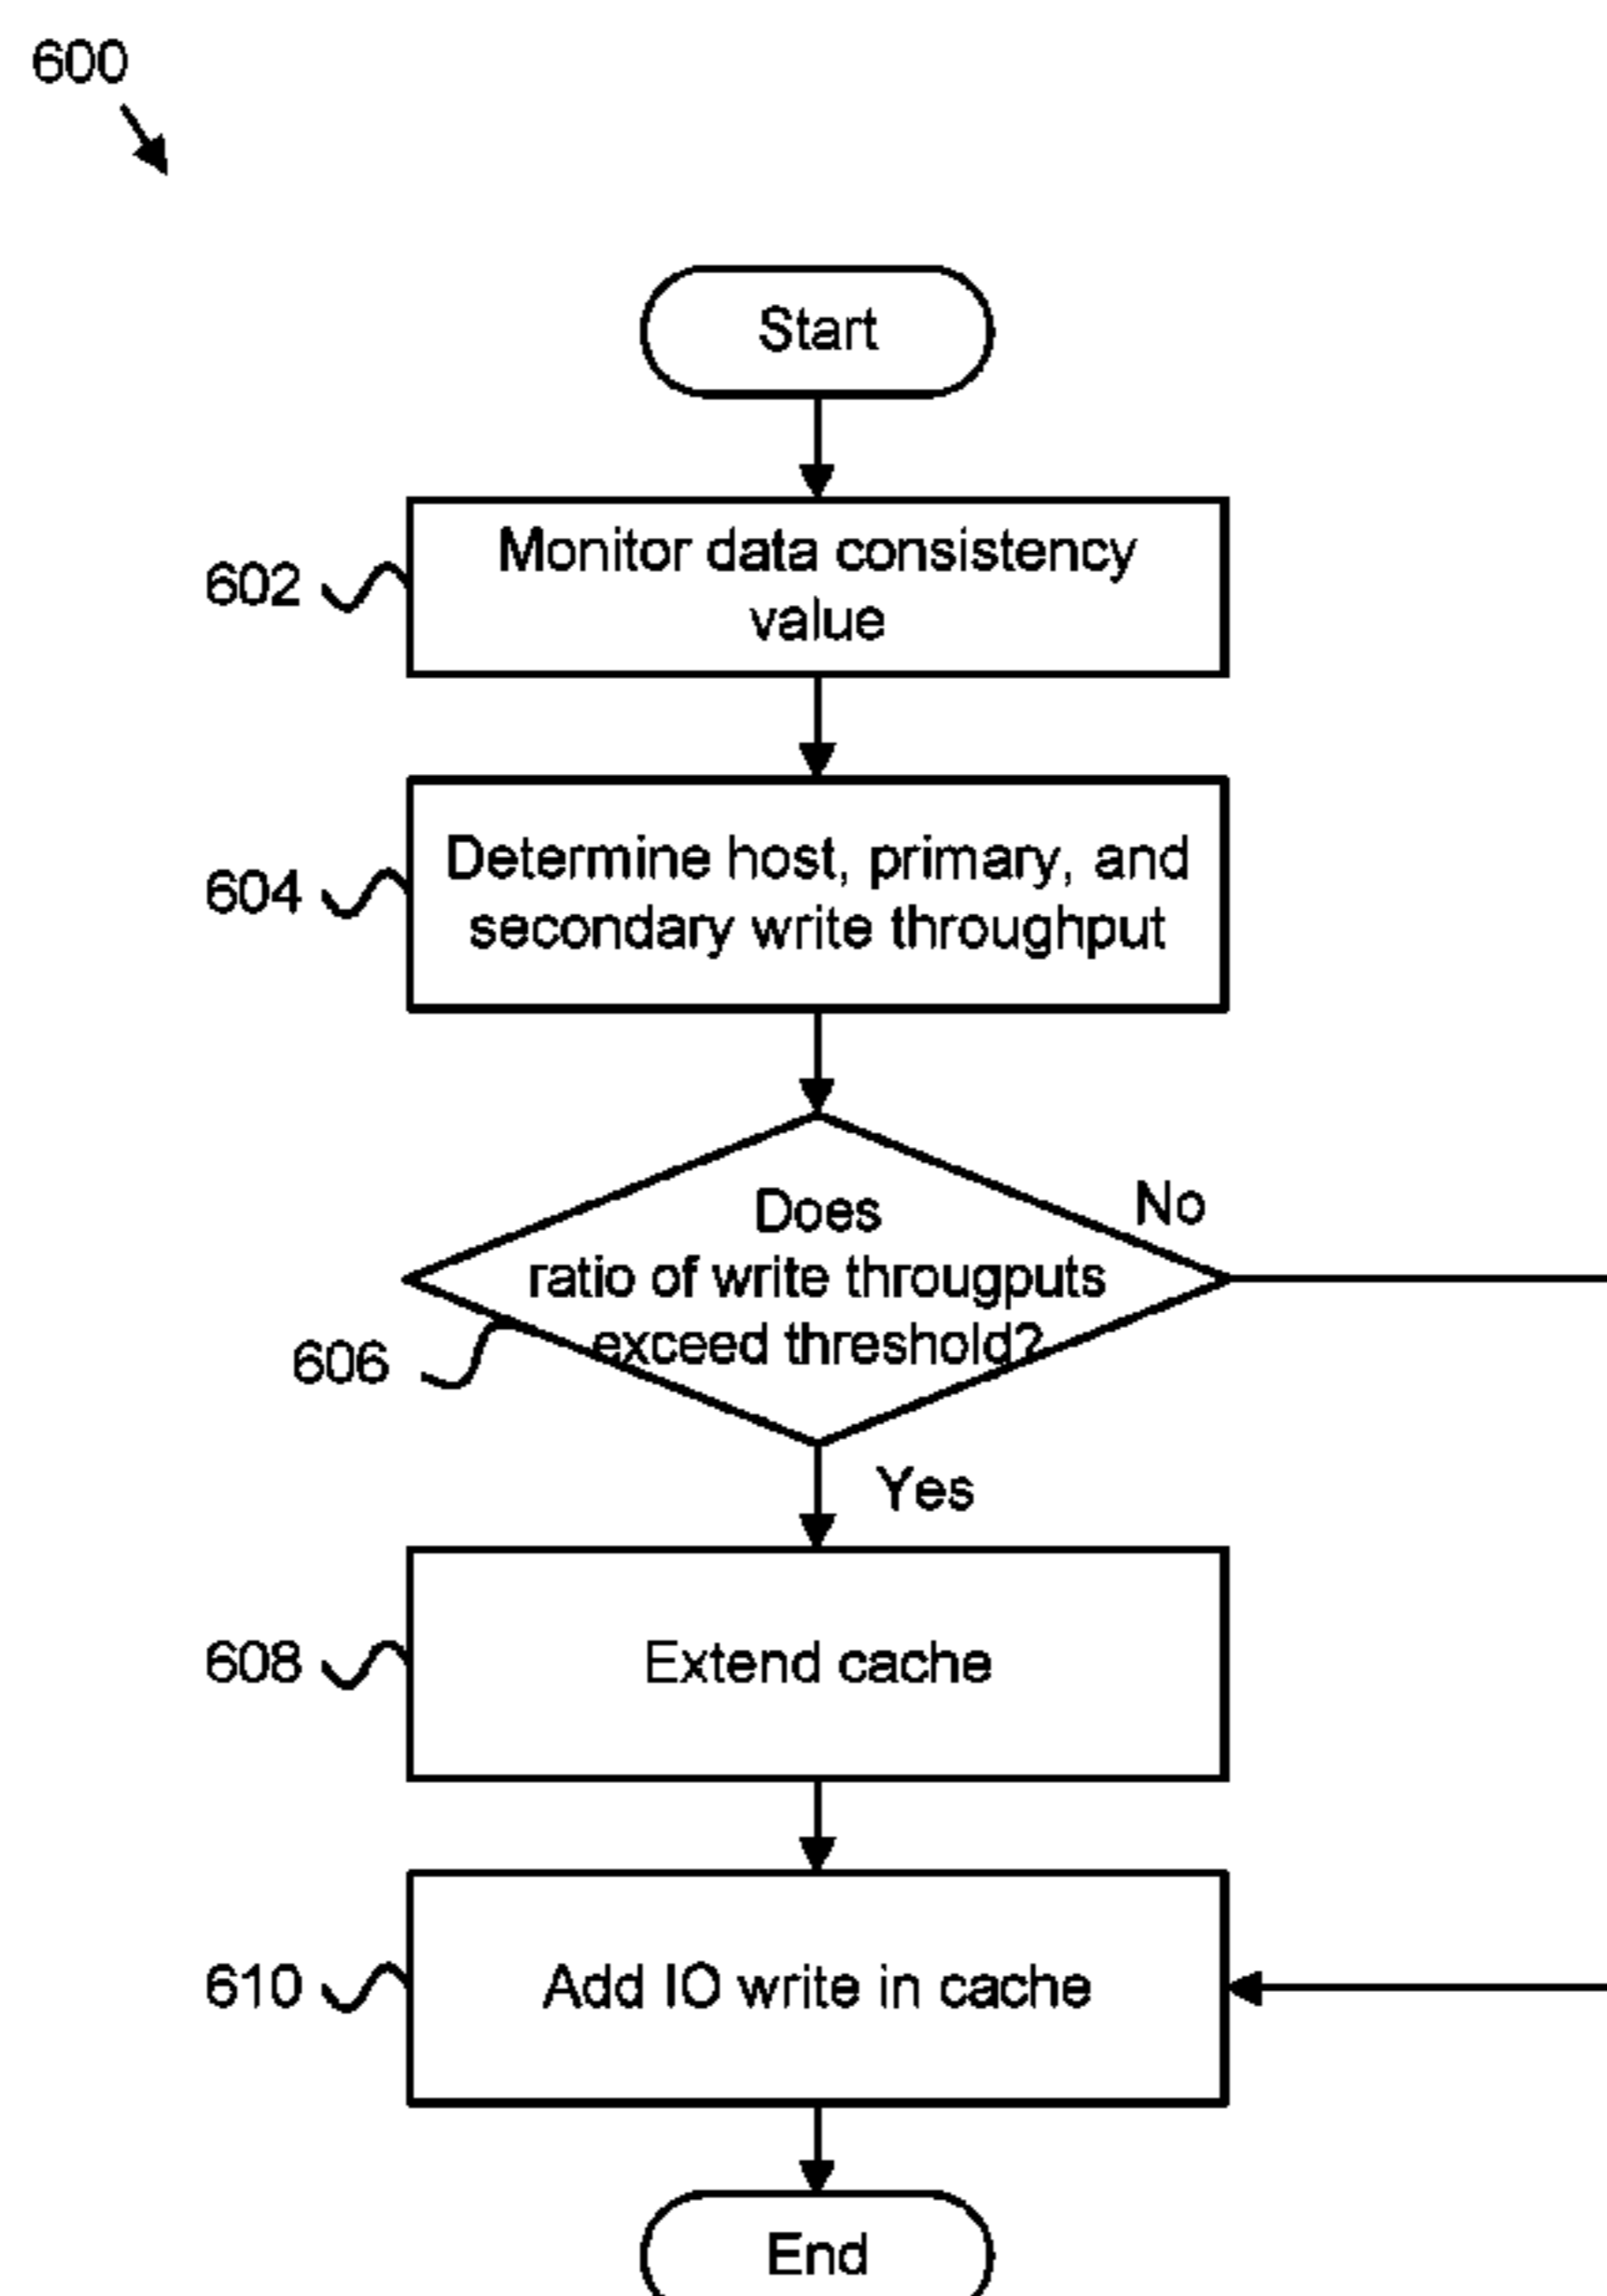 600
Start
602
Monitor data consistency
value
604
Determine host, primary, and
secondary write throughput
Does
ratio of write througputs
exceed threshold?
No
606
Yes
608
Extend cache
610
Add IO write in cache
End